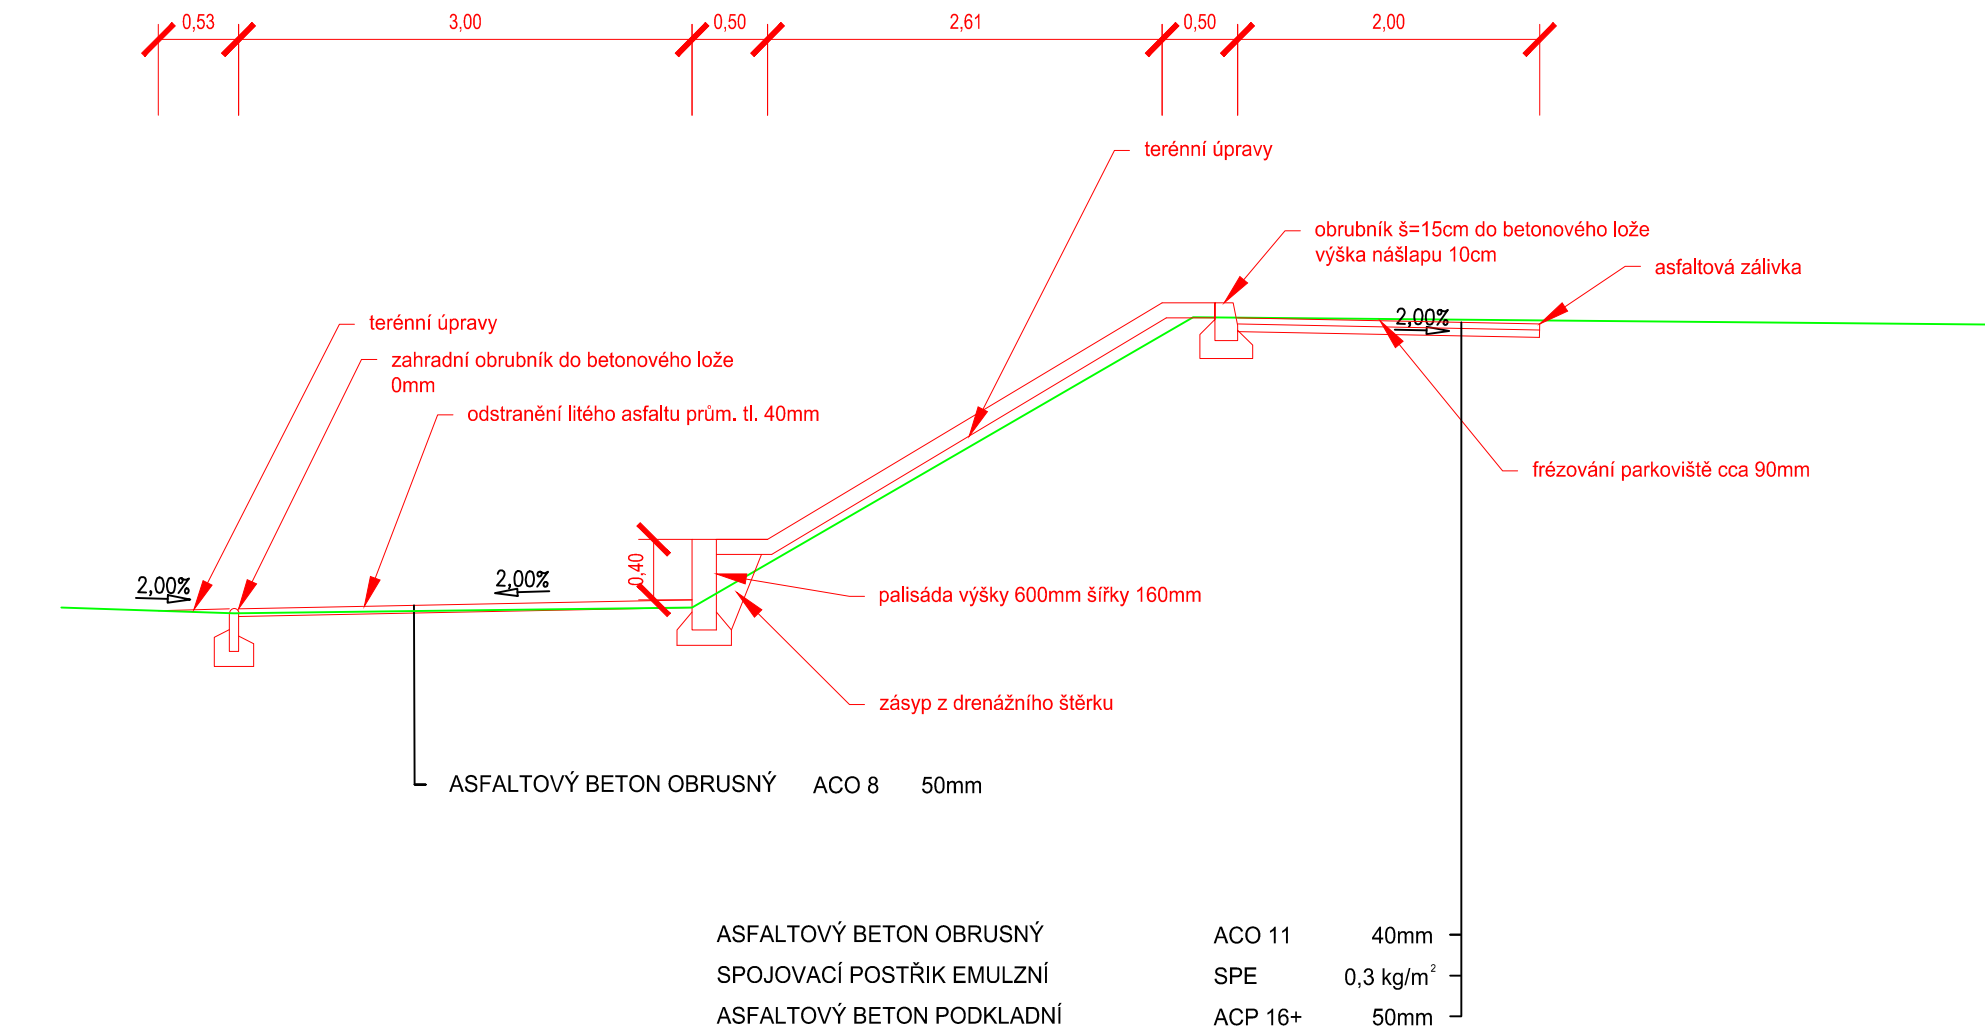 0,53 3,00 0,50 2,61 0,50 2,00
terénní úpravy
obrubník š=15cm do betonového lože
výška nášlapu 10cm
asfaltová zálivka
2,00%
terénní úpravy
zahradní obrubník do betonového lože
0mm
odstranění litého asfaltu prům. tl. 40mm
frézování parkoviště cca 90mm
0,40
2,00%
2,00%
palisáda výšky 600mm šířky 160mm
zásyp z drenážního štěrku
ASFALTOVÝ BETON OBRUSNÝ ACO 8 50mm
ASFALTOVÝ BETON OBRUSNÝ ACO 11 40mm
SPOJOVACÍ POSTŘIK EMULZNÍ SPE 0,3 kg/m²
ASFALTOVÝ BETON PODKLADNÍ ACP 16+ 50mm